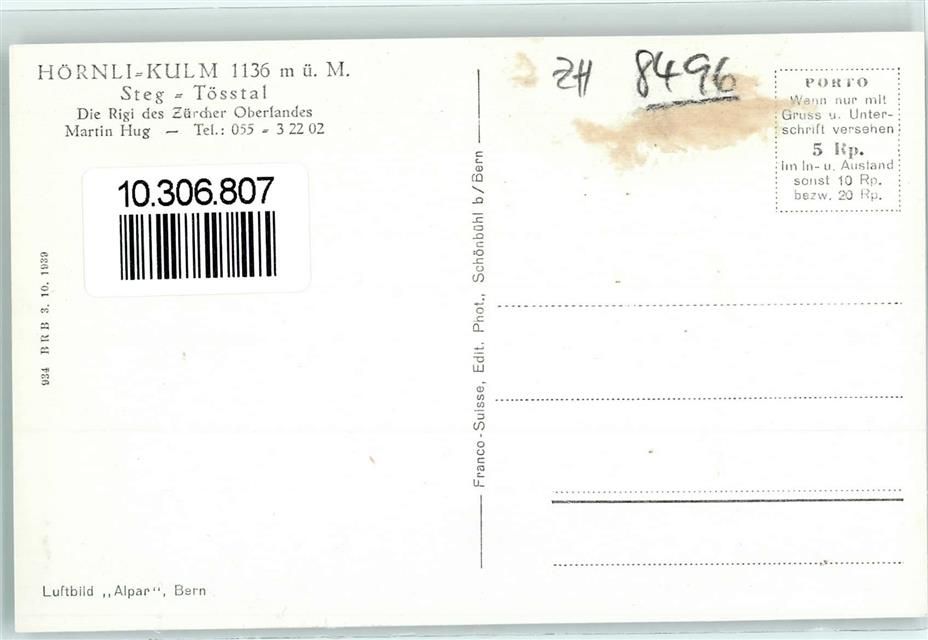 HÖRNLI-KULM 1136 m ü. M.
Steg - Tösstal
Die Rigi des Zürcher Oberlandes
Martin Hug — Tel.: 055 - 3 22 02
10.306.807
934 BRB 3. 10. 1939
Luftbild „Alpar“, Bern
Franco-Suisse, Edit. Phot., Schönbühl b/Bern
ZH 8496
PORTO
Wenn nur mit
Gruss u. Unter-
schrift versehen
5 Rp.
Im In- u. Ausland
sonst 10 Rp.
bezw. 20 Rp.